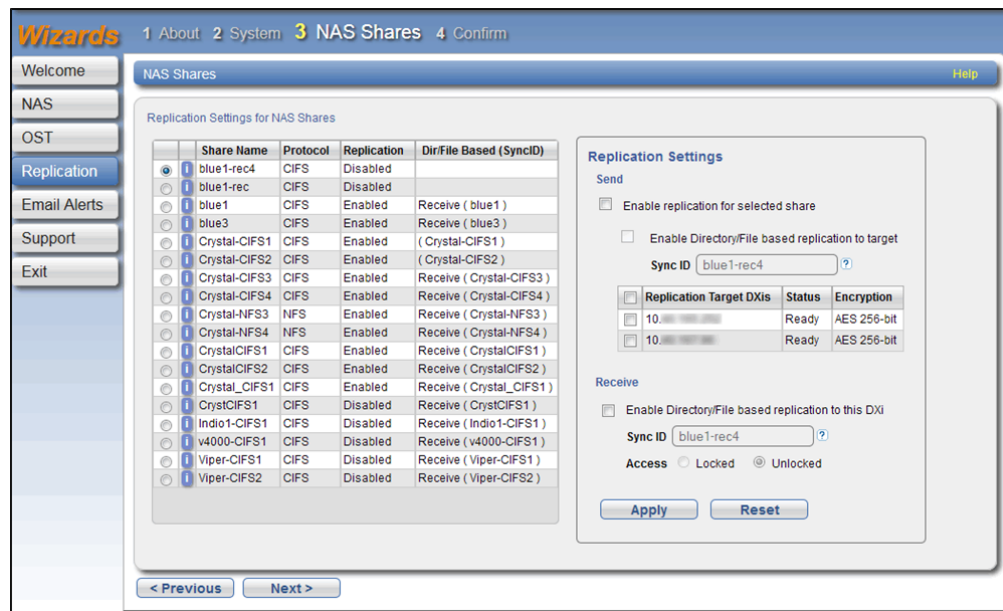 Wizards
1 About 2 System 3 NAS Shares 4 Confirm
Welcome
NAS
OST
Replication
Email Alerts
Support
Exit
NAS Shares Help
Replication Settings for NAS Shares
Share Name Protocol Replication Dir/File Based (SyncID)
i blue1-rec4 CIFS Disabled
i blue1-rec CIFS Disabled
i blue1 CIFS Enabled Receive ( blue1 )
i blue3 CIFS Enabled Receive ( blue3 )
i Crystal-CIFS1 CIFS Enabled ( Crystal-CIFS1 )
i Crystal-CIFS2 CIFS Enabled ( Crystal-CIFS2 )
i Crystal-CIFS3 CIFS Enabled Receive ( Crystal-CIFS3 )
i Crystal-CIFS4 CIFS Enabled Receive ( Crystal-CIFS4 )
i Crystal-NFS3 NFS Enabled Receive ( Crystal-NFS3 )
i Crystal-NFS4 NFS Enabled Receive ( Crystal-NFS4 )
i CrystalCIFS1 CIFS Enabled Receive ( CrystalCIFS1 )
i CrystalCIFS2 CIFS Enabled Receive ( CrystalCIFS2 )
i Crystal_CIFS1 CIFS Enabled Receive ( Crystal_CIFS1 )
i CrystCIFS1 CIFS Disabled Receive ( CrystCIFS1 )
i Indio1-CIFS1 CIFS Disabled Receive ( Indio1-CIFS1 )
i v4000-CIFS1 CIFS Disabled Receive ( v4000-CIFS1 )
i Viper-CIFS1 CIFS Disabled Receive ( Viper-CIFS1 )
i Viper-CIFS2 CIFS Disabled Receive ( Viper-CIFS2 )
Replication Settings
Send
Enable replication for selected share
Enable Directory/File based replication to target
Sync ID blue1-rec4 ?
Replication Target DXis Status Encryption
10. Ready AES 256-bit
10. Ready AES 256-bit
Receive
Enable Directory/File based replication to this DXi
Sync ID blue1-rec4 ?
Access Locked Unlocked
Apply Reset
< Previous Next >